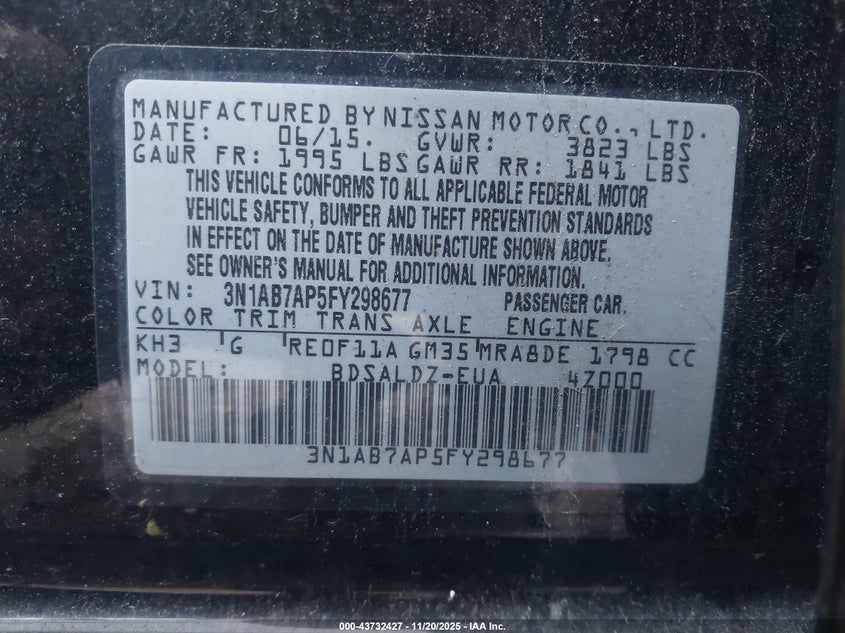 MANUFACTURED BY NISSAN MOTOR CO., LTD.
DATE: 06/15. GVWR: 3823 LBS
GAWR FR: 1995 LBS GAWR RR: 1841 LBS
THIS VEHICLE CONFORMS TO ALL APPLICABLE FEDERAL MOTOR
VEHICLE SAFETY, BUMPER AND THEFT PREVENTION STANDARDS
IN EFFECT ON THE DATE OF MANUFACTURE SHOWN ABOVE.
SEE OWNER'S MANUAL FOR ADDITIONAL INFORMATION.
VIN: 3N1AB7AP5FY298677 PASSENGER CAR.
COLOR TRIM TRANS AXLE ENGINE
KH3 G RE0F11A GM35 MRA8DE 1798 CC
MODEL: BDSALDZ-EUA 4Z000
3N1AB7AP5FY298677
000-43732427 - 11/20/2025 - IAA Inc.